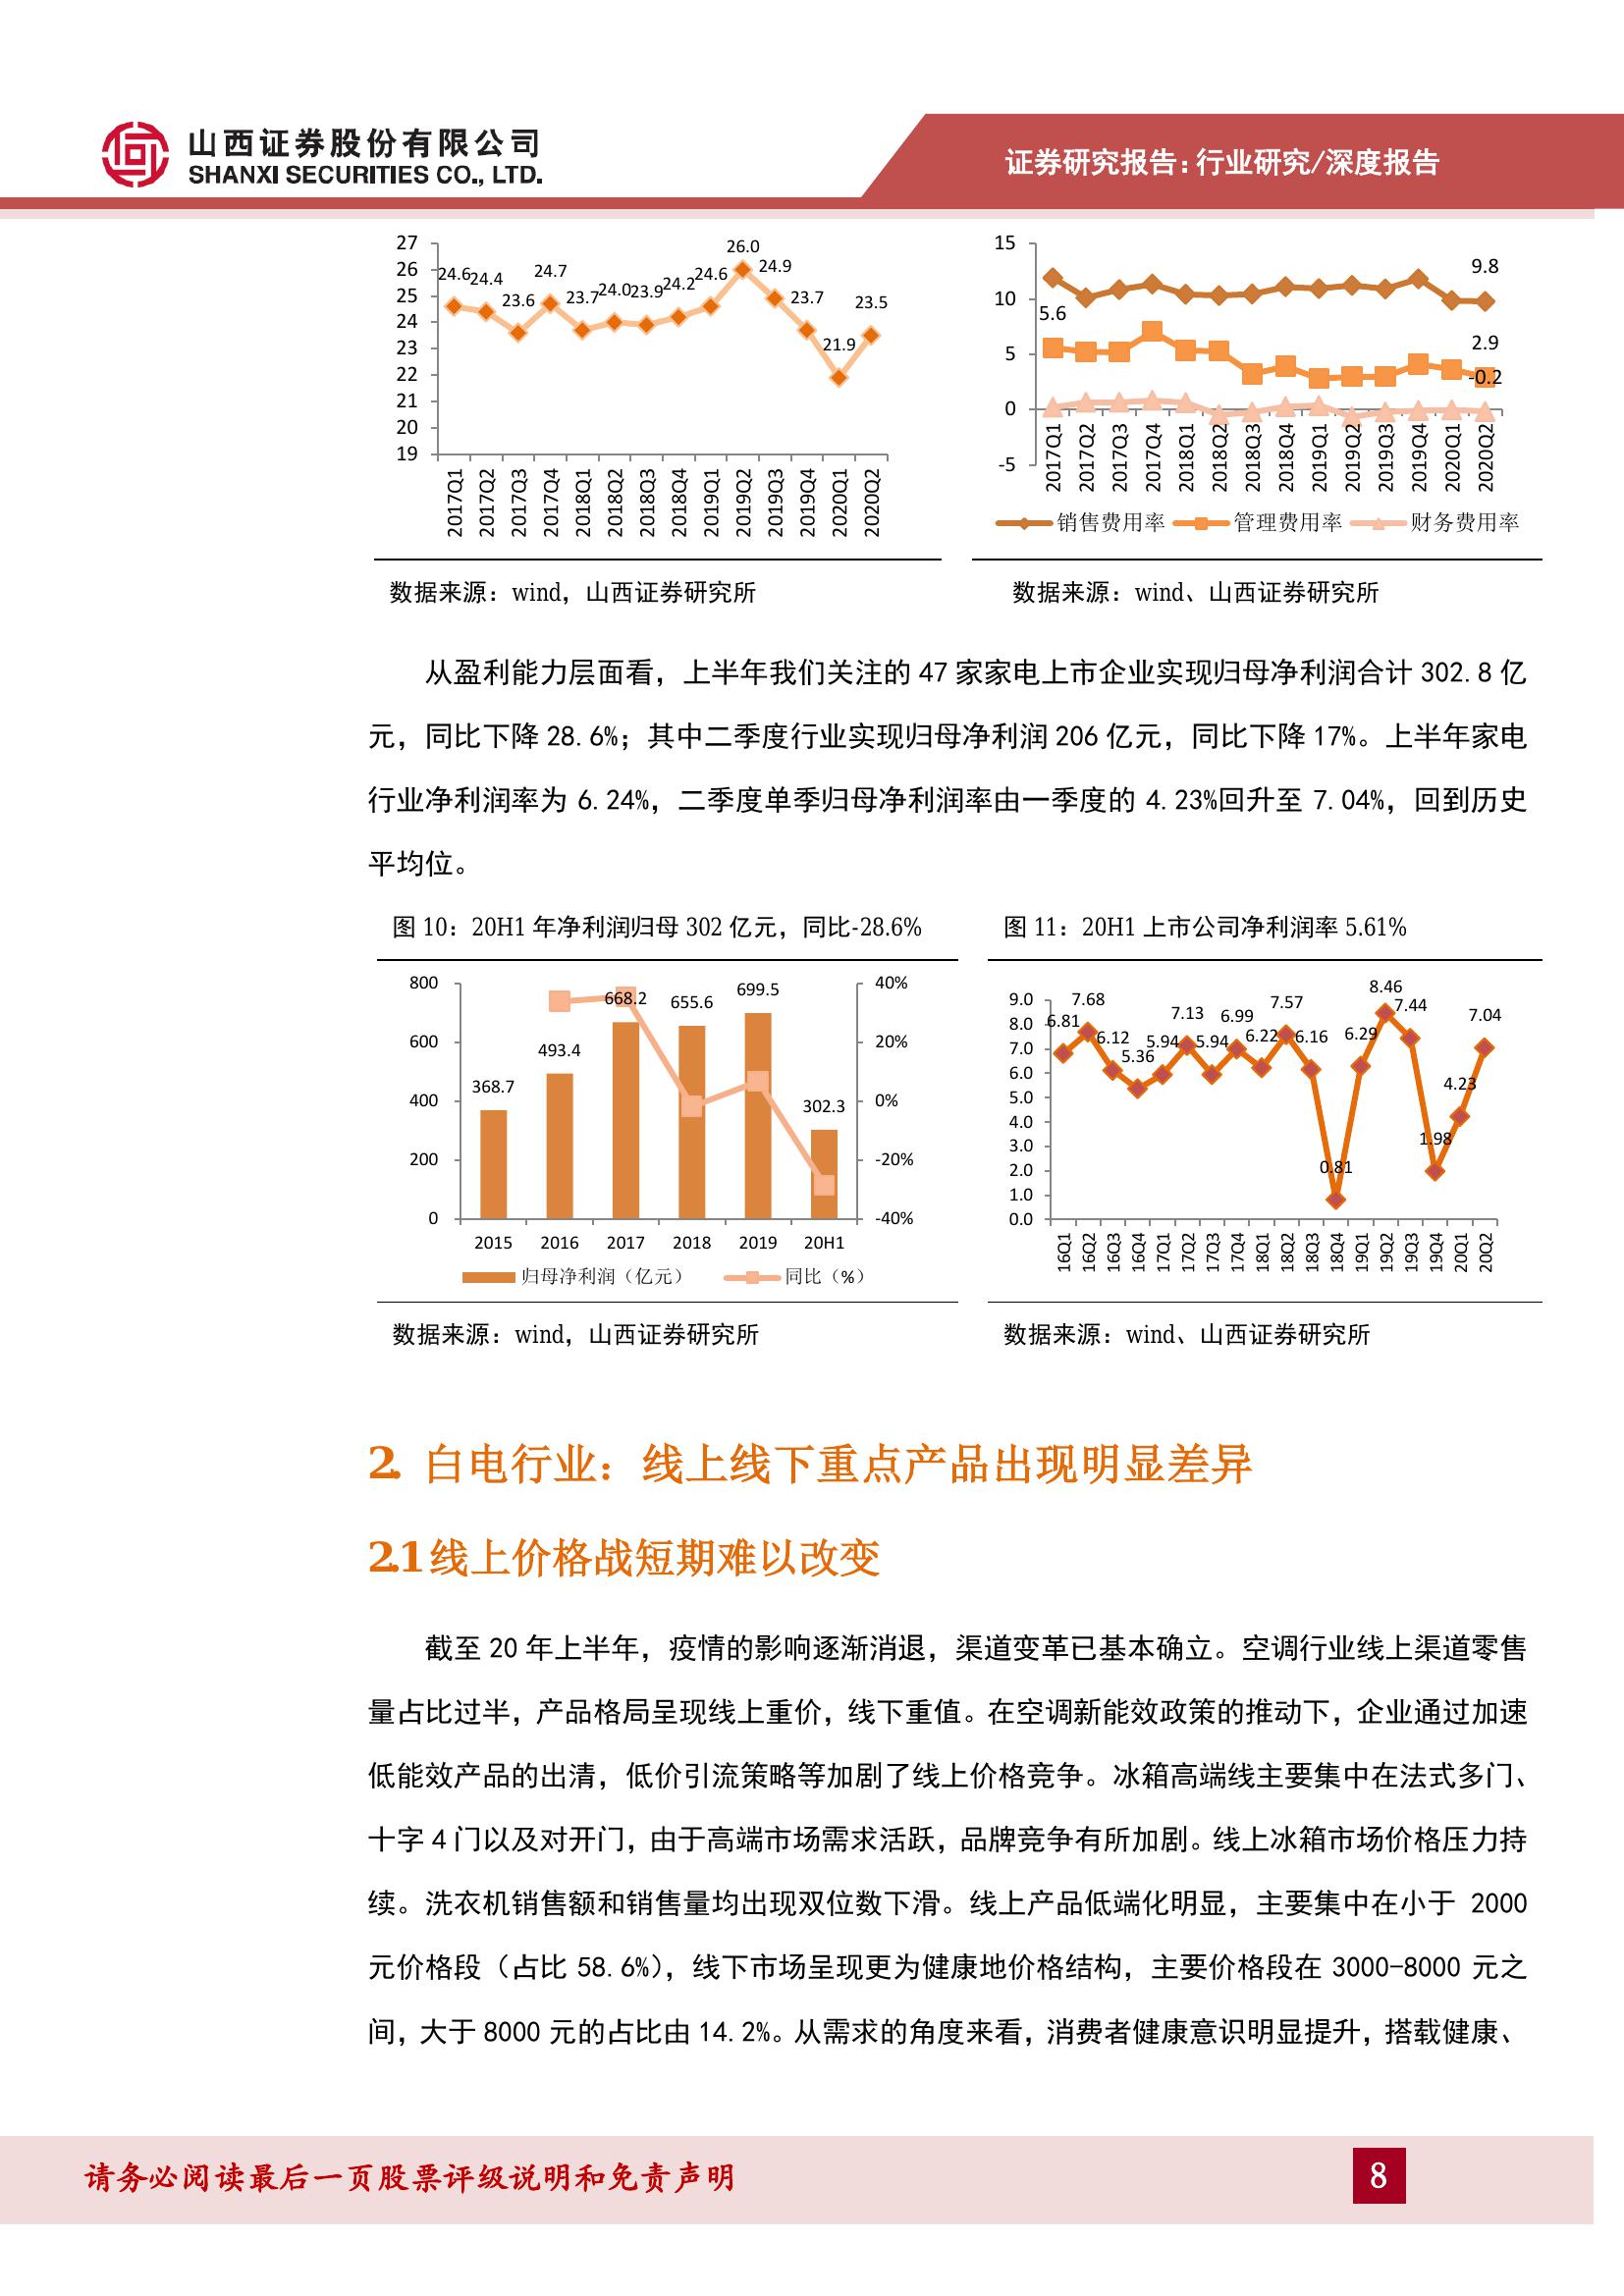 山西证券股份有限公司
SHANXI SECURITIES CO., LTD.
证券研究报告：行业研究/深度报告
27
26
25
24
23
22
21
20
19
24.6
24.4
23.6
24.7
23.7
24.0
23.9
24.2
24.6
26.0
24.9
23.7
21.9
23.5
2017Q1
2017Q2
2017Q3
2017Q4
2018Q1
2018Q2
2018Q3
2018Q4
2019Q1
2019Q2
2019Q3
2019Q4
2020Q1
2020Q2
15
10
5
0
-5
5.6
9.8
2.9
-0.2
2017Q1
2017Q2
2017Q3
2017Q4
2018Q1
2018Q2
2018Q3
2018Q4
2019Q1
2019Q2
2019Q3
2019Q4
2020Q1
2020Q2
销售费用率 管理费用率 财务费用率
数据来源：wind，山西证券研究所
数据来源：wind、山西证券研究所
从盈利能力层面看，上半年我们关注的 47 家家电上市企业实现归母净利润合计 302.8 亿
元，同比下降 28.6%；其中二季度行业实现归母净利润 206 亿元，同比下降 17%。上半年家电
行业净利润率为 6.24%，二季度单季归母净利润率由一季度的 4.23%回升至 7.04%，回到历史
平均位。
图 10：20H1 年净利润归母 302 亿元，同比-28.6%
800
600
400
200
0
40%
20%
0%
-20%
-40%
368.7
493.4
668.2
655.6
699.5
302.3
2015 2016 2017 2018 2019 20H1
归母净利润（亿元） 同比（%）
数据来源：wind，山西证券研究所
图 11：20H1 上市公司净利润率 5.61%
9.0
8.0
7.0
6.0
5.0
4.0
3.0
2.0
1.0
0.0
6.81
7.68
6.12
5.36
5.94
7.13
5.94
6.99
6.22
7.57
6.16
0.81
6.29
8.46
7.44
1.98
4.23
7.04
16Q1
16Q2
16Q3
16Q4
17Q1
17Q2
17Q3
17Q4
18Q1
18Q2
18Q3
18Q4
19Q1
19Q2
19Q3
19Q4
20Q1
20Q2
数据来源：wind、山西证券研究所
2. 白电行业：线上线下重点产品出现明显差异
2.1 线上价格战短期难以改变
截至 20 年上半年，疫情的影响逐渐消退，渠道变革已基本确立。空调行业线上渠道零售
量占比过半，产品格局呈现线上重价，线下重值。在空调新能效政策的推动下，企业通过加速
低能效产品的出清，低价引流策略等加剧了线上价格竞争。冰箱高端线主要集中在法式多门、
十字 4 门以及对开门，由于高端市场需求活跃，品牌竞争有所加剧。线上冰箱市场价格压力持
续。洗衣机销售额和销售量均出现双位数下滑。线上产品低端化明显，主要集中在小于 2000
元价格段（占比 58.6%），线下市场呈现更为健康地价格结构，主要价格段在 3000-8000 元之
间，大于 8000 元的占比由 14.2%。从需求的角度来看，消费者健康意识明显提升，搭载健康、
请务必阅读最后一页股票评级说明和免责声明
8